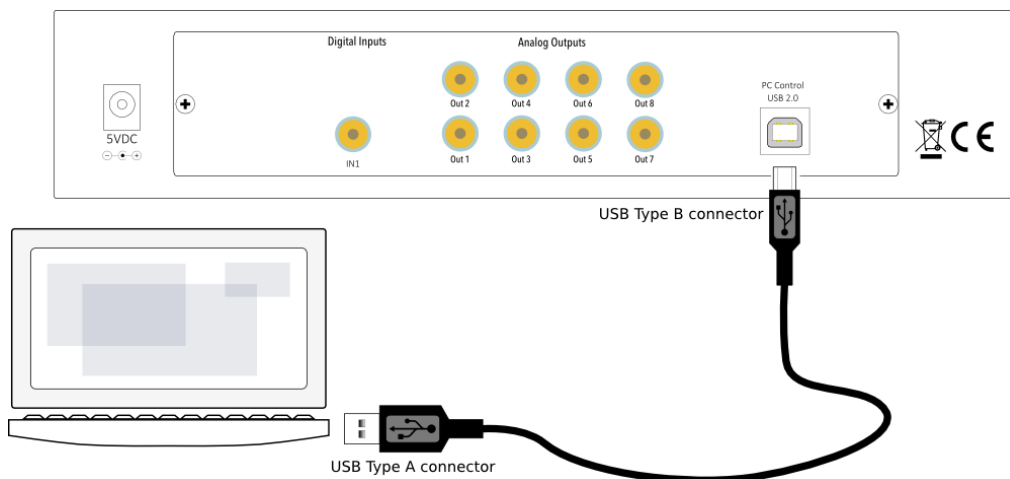 Digital Inputs
Analog Outputs
Out 2
Out 4
Out 6
Out 8
PC Control
USB 2.0
5VDC
IN1
Out 1
Out 3
Out 5
Out 7
CE
USB Type B connector
USB Type A connector